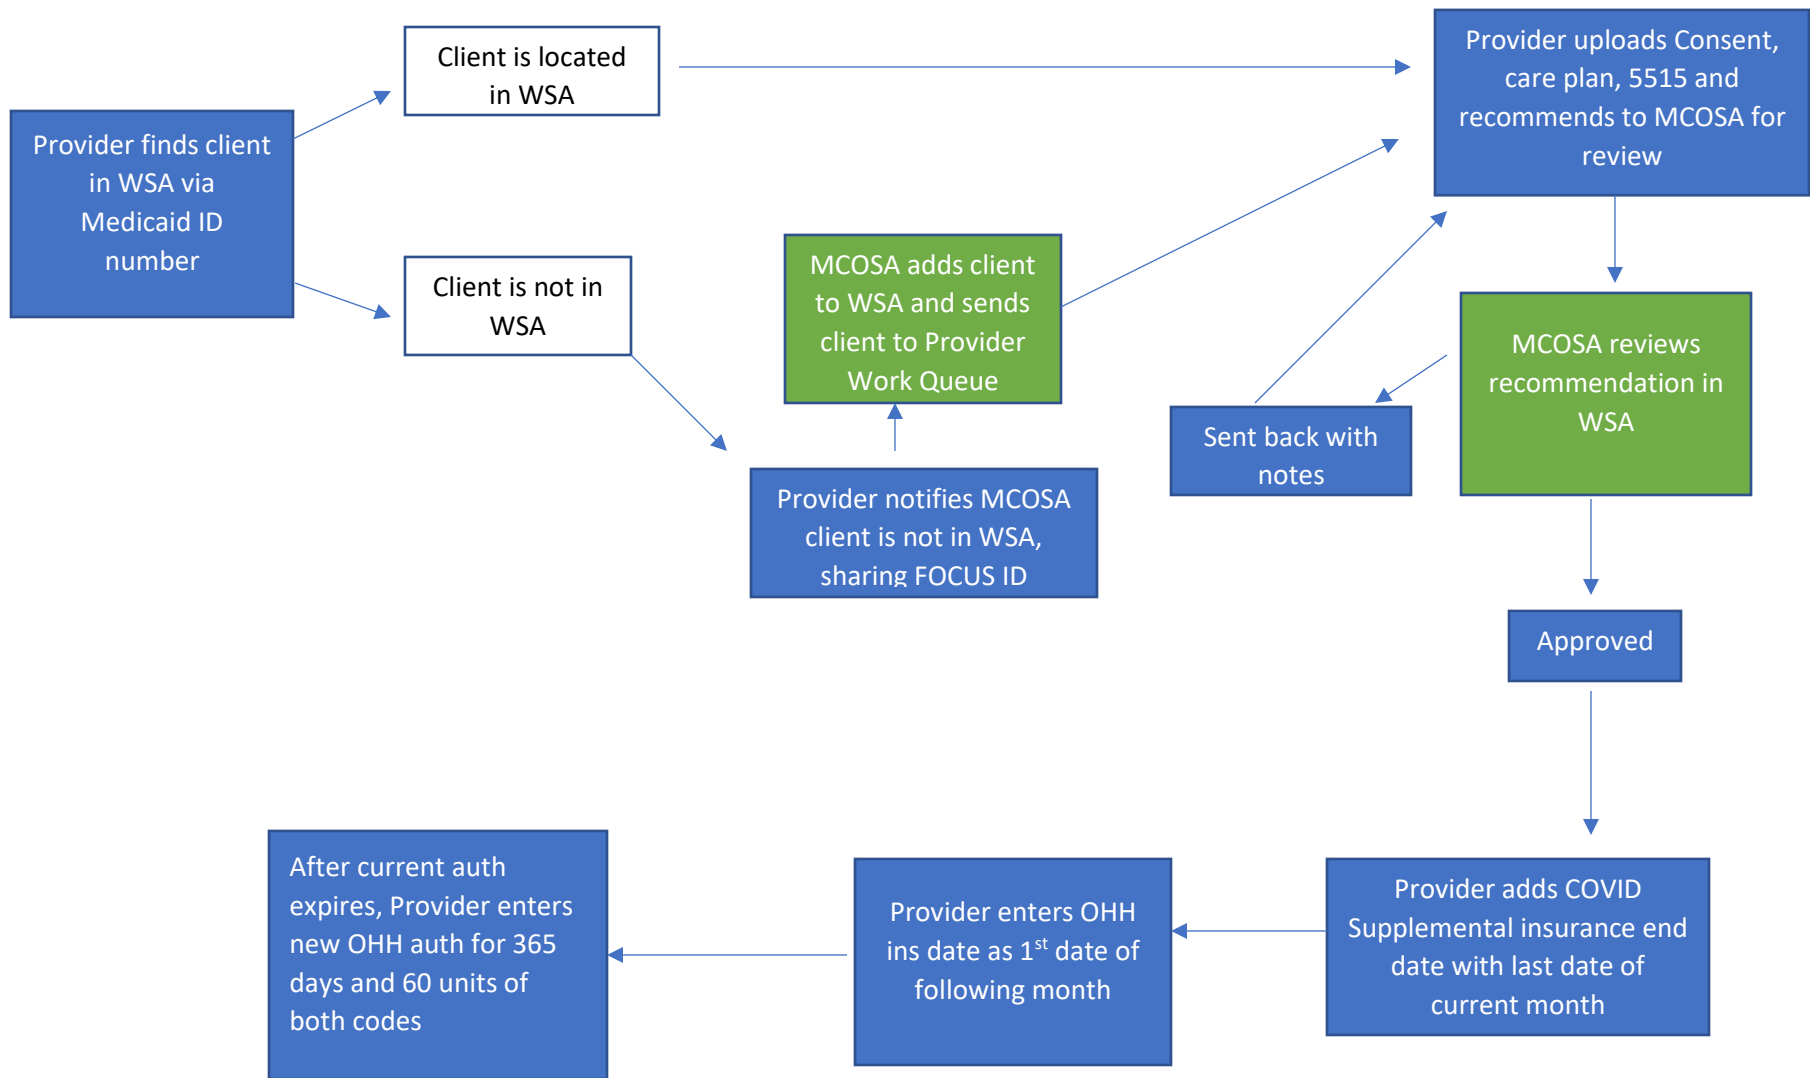 Provider finds client
in WSA via
Medicaid ID
number
Client is located
in WSA
Client is not in
WSA
Provider notifies MCOSA
client is not in WSA,
sharing FOCUS ID
MCOSA adds client
to WSA and sends
client to Provider
Work Queue
Provider uploads Consent,
care plan, 5515 and
recommends to MCOSA for
review
MCOSA reviews
recommendation in
WSA
Sent back with
notes
Approved
Provider adds COVID
Supplemental insurance end
date with last date of
current month
Provider enters OHH
ins date as 1st date of
following month
After current auth
expires, Provider enters
new OHH auth for 365
days and 60 units of
both codes